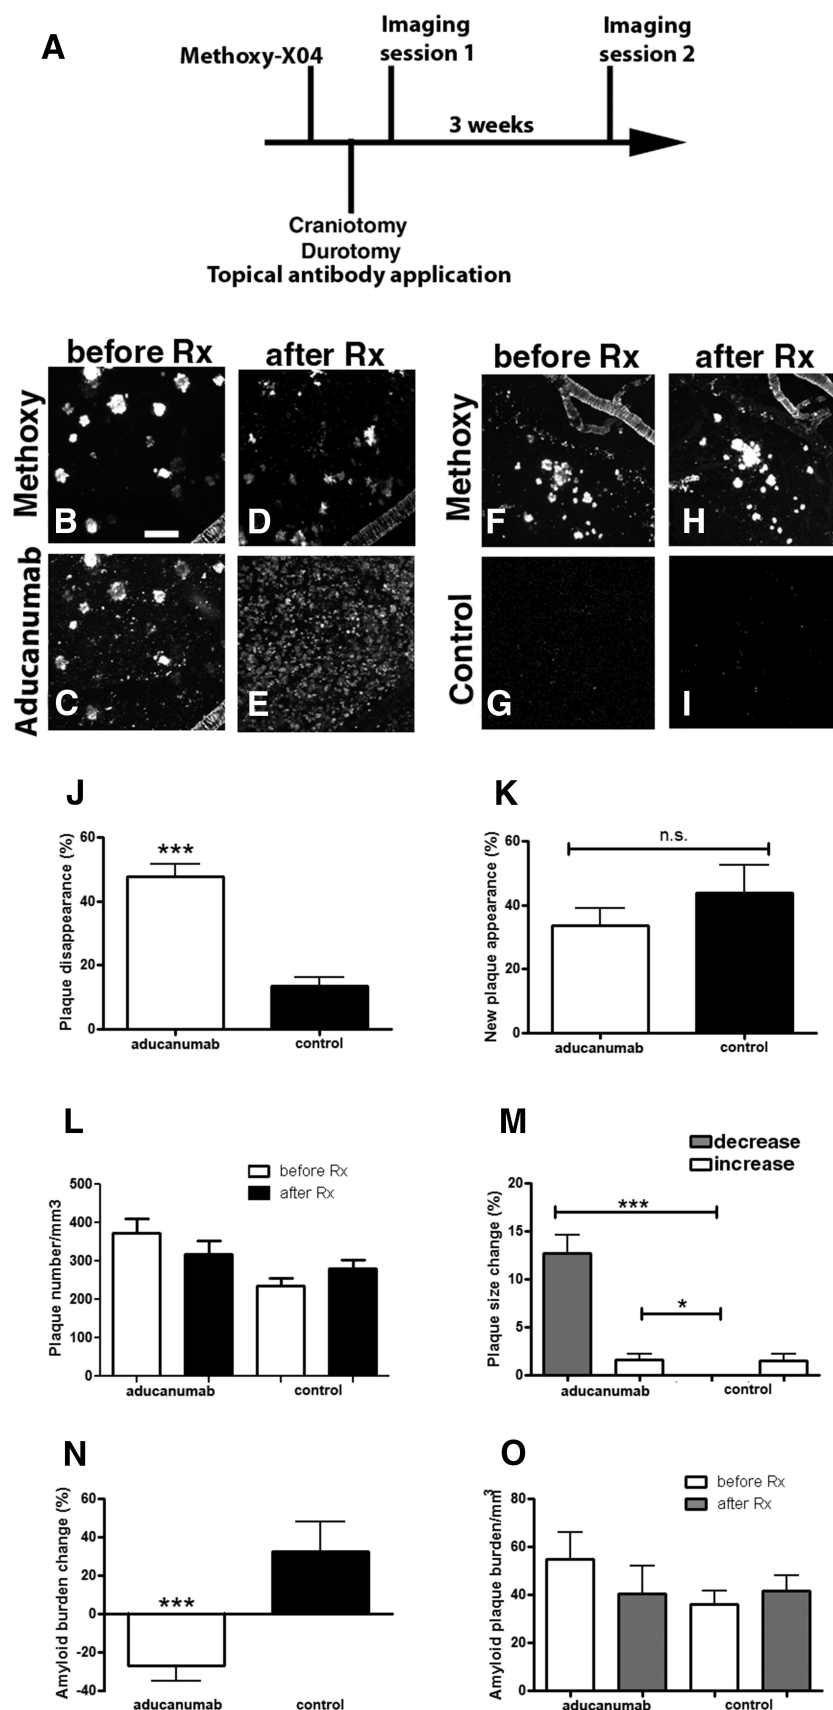 A
Methoxy-X04
Imaging
session 1
Imaging
session 2
3 weeks
Craniotomy
Durotomy
Topical antibody application
before Rx
after Rx
before Rx
after Rx
Methoxy
B
D
Methoxy
F
H
Aducanumab
C
E
Control
G
I
J
Plaque disappearance (%)
60
40
20
0
***
aducanumab
control
K
New plaque appearance (%)
60
40
20
0
n.s.
aducanumab
control
L
Plaque number/mm3
500
400
300
200
100
0
before Rx
after Rx
aducanumab
control
M
decrease
increase
Plaque size change (%)
20
15
10
5
0
***
*
aducanumab
control
N
Amyloid burden change (%)
60
40
20
0
-20
-40
***
aducanumab
control
O
before Rx
after Rx
Amyloid plaque burden/mm3
80
60
40
20
0
aducanumab
control